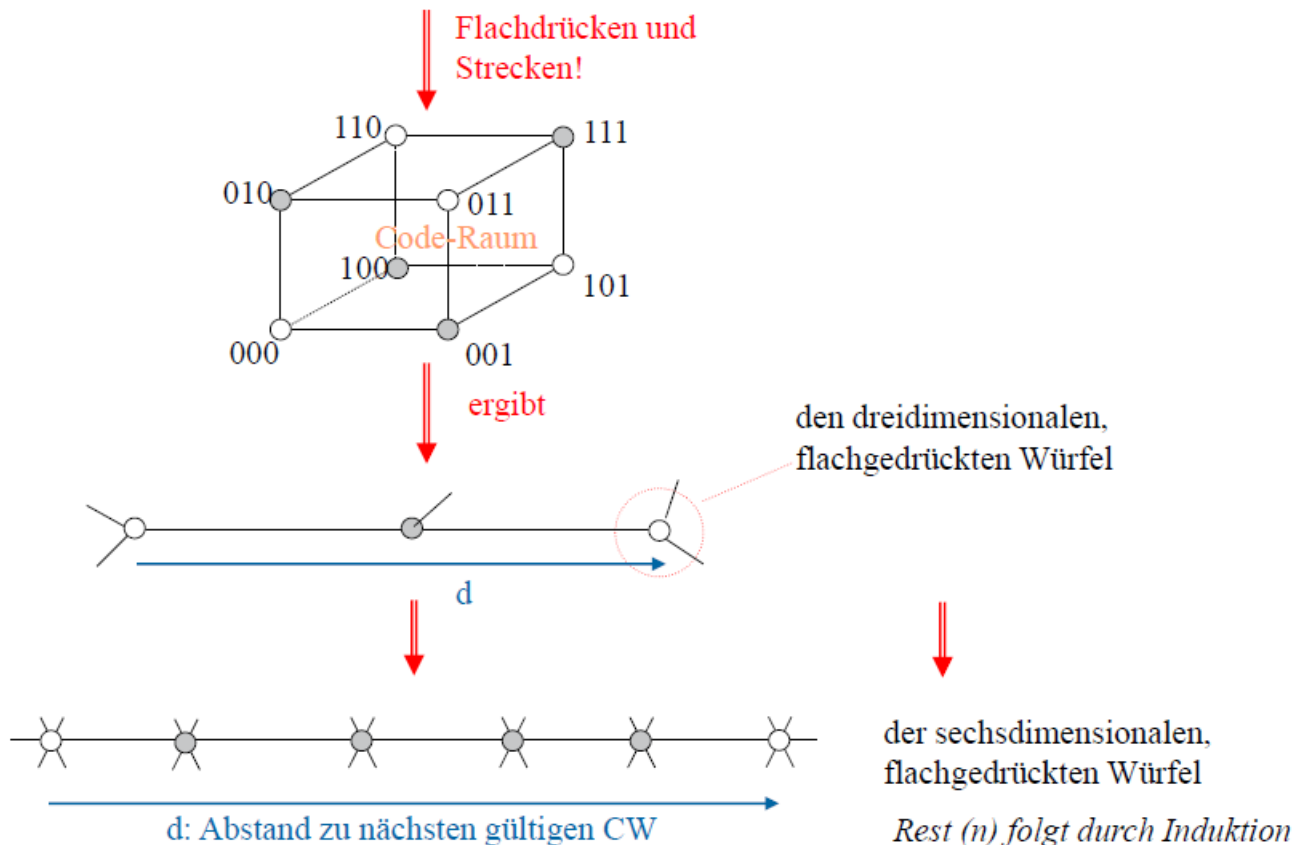 Flachdrücken und
Strecken!
110
111
010
011
Code-Raum
100
101
000
001
ergibt
den dreidimensionalen,
flachgedrückten Würfel
d
der sechsdimensionalen,
flachgedrückten Würfel
d: Abstand zu nächsten gültigen CW
Rest (n) folgt durch Induktion